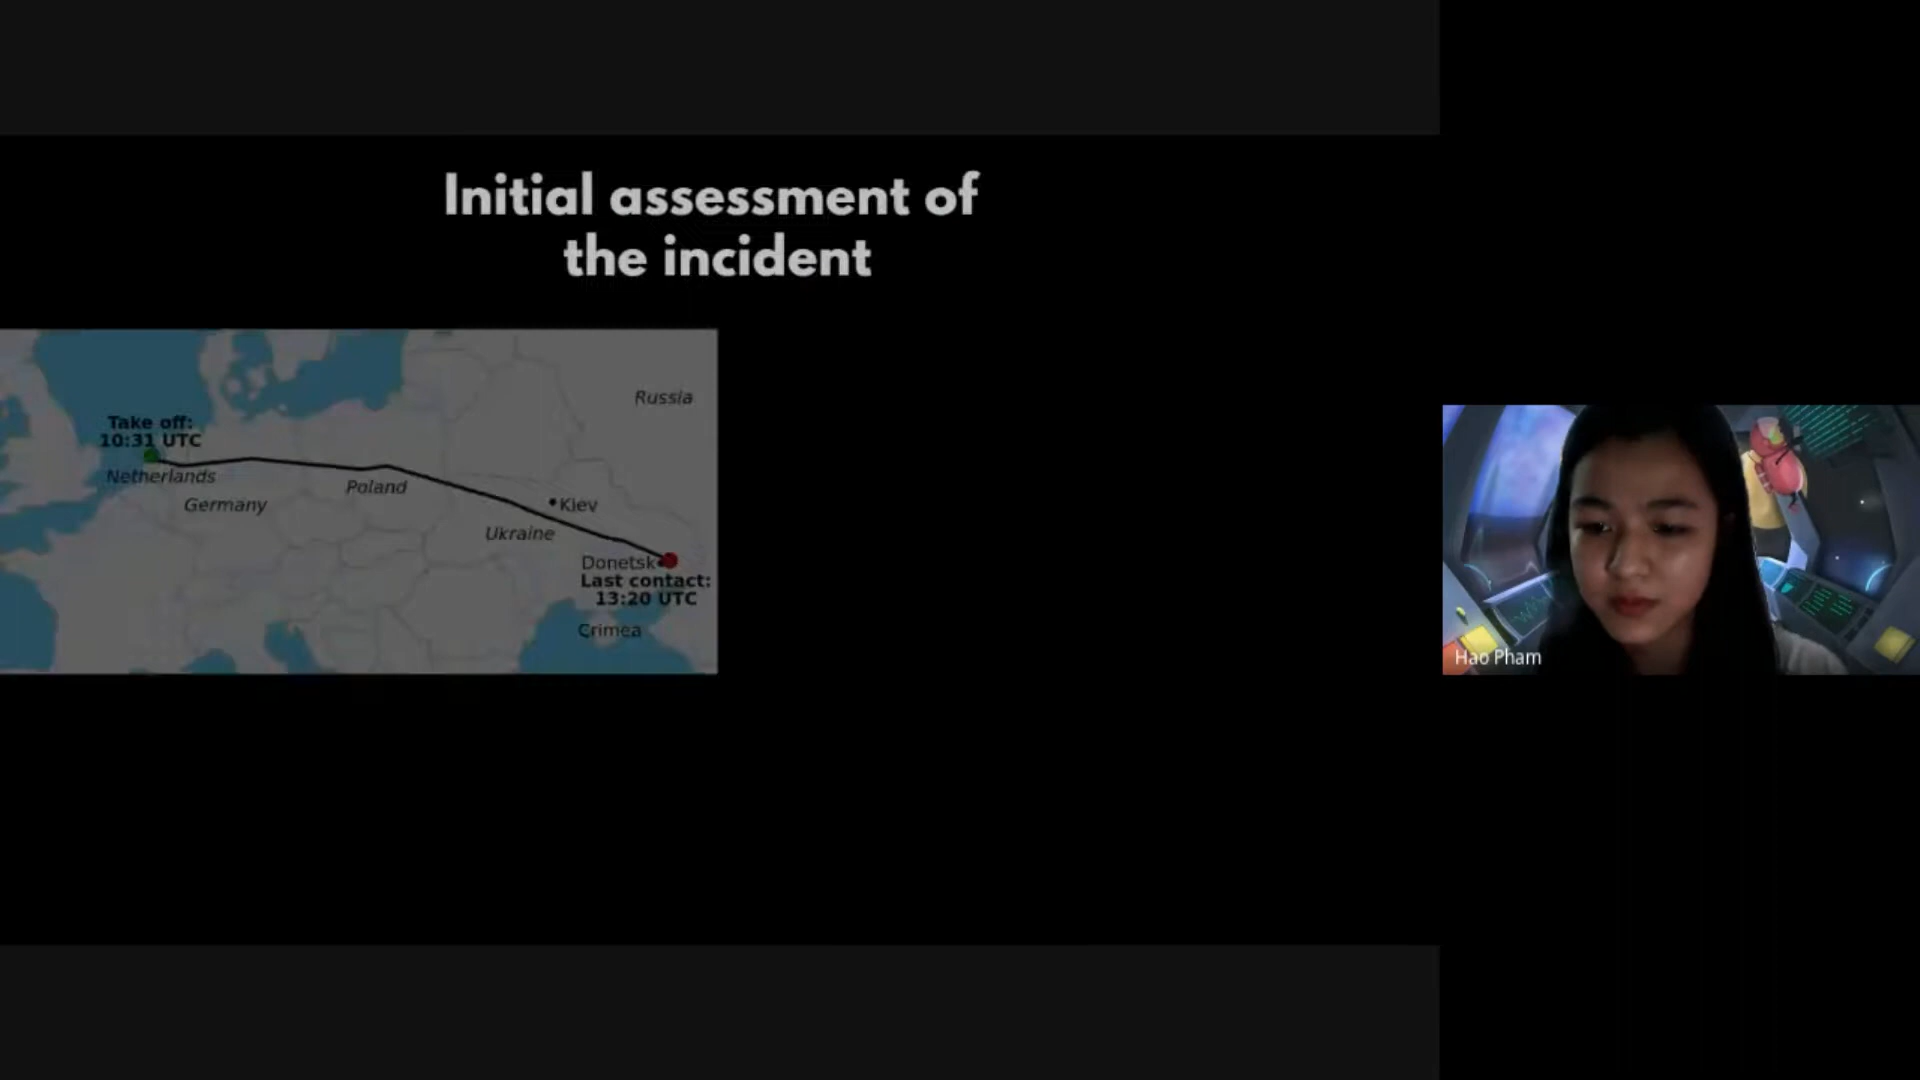 Initial assessment of
the incident
Russia
Take off:
10:31 UTC
Netherlands
Germany
Poland
Kiev
Ukraine
Donetsk
Last contact:
13:20 UTC
Crimea
Hao Pham